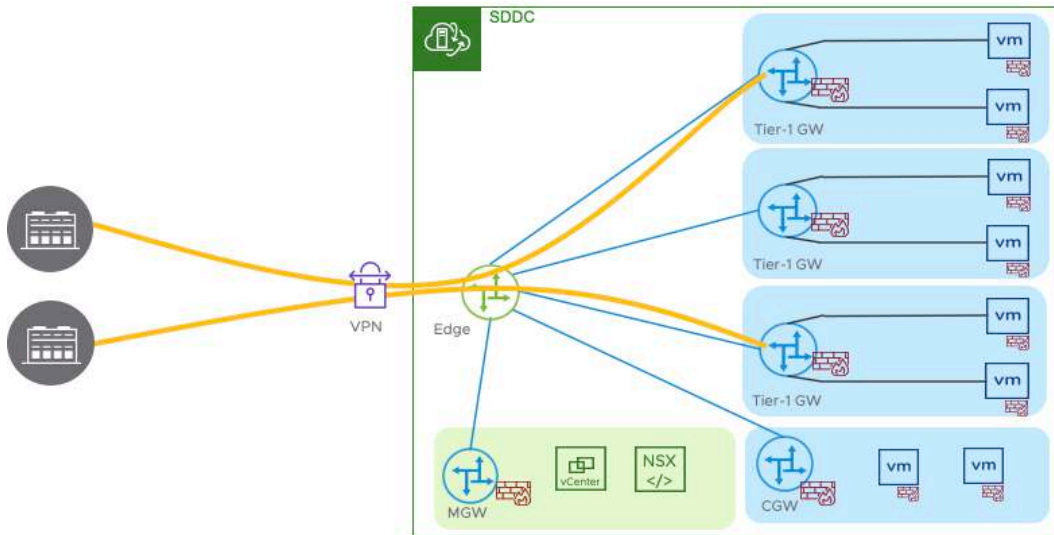 SDDC
vm
vm
Tier-1 GW
vm
vm
Tier-1 GW
VPN
Edge
vm
vm
Tier-1 GW
vCenter
NSX
</>
MGW
vm
vm
CGW